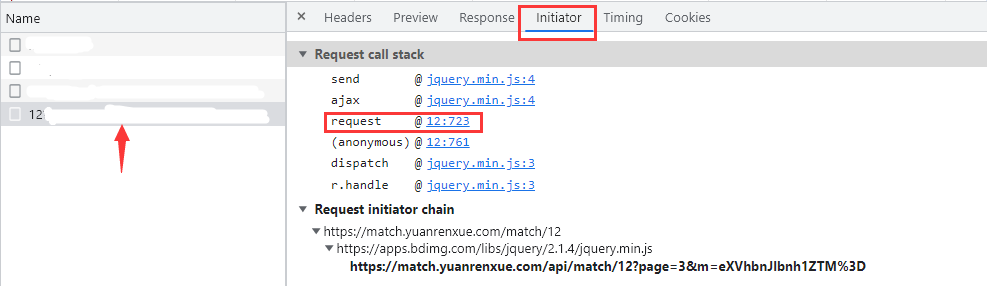 Name
Headers Preview Response Initiator Timing Cookies
Request call stack
send @ jquery.min.js:4
ajax @ jquery.min.js:4
request @ 12:723
(anonymous) @ 12:761
dispatch @ jquery.min.js:3
r.handle @ jquery.min.js:3
Request initiator chain
https://match.yuanrenxue.com/match/12
https://apps.bdimg.com/libs/jquery/2.1.4/jquery.min.js
https://match.yuanrenxue.com/api/match/12?page=3&m=eXVhbnJlbnh1ZTM%3D
12